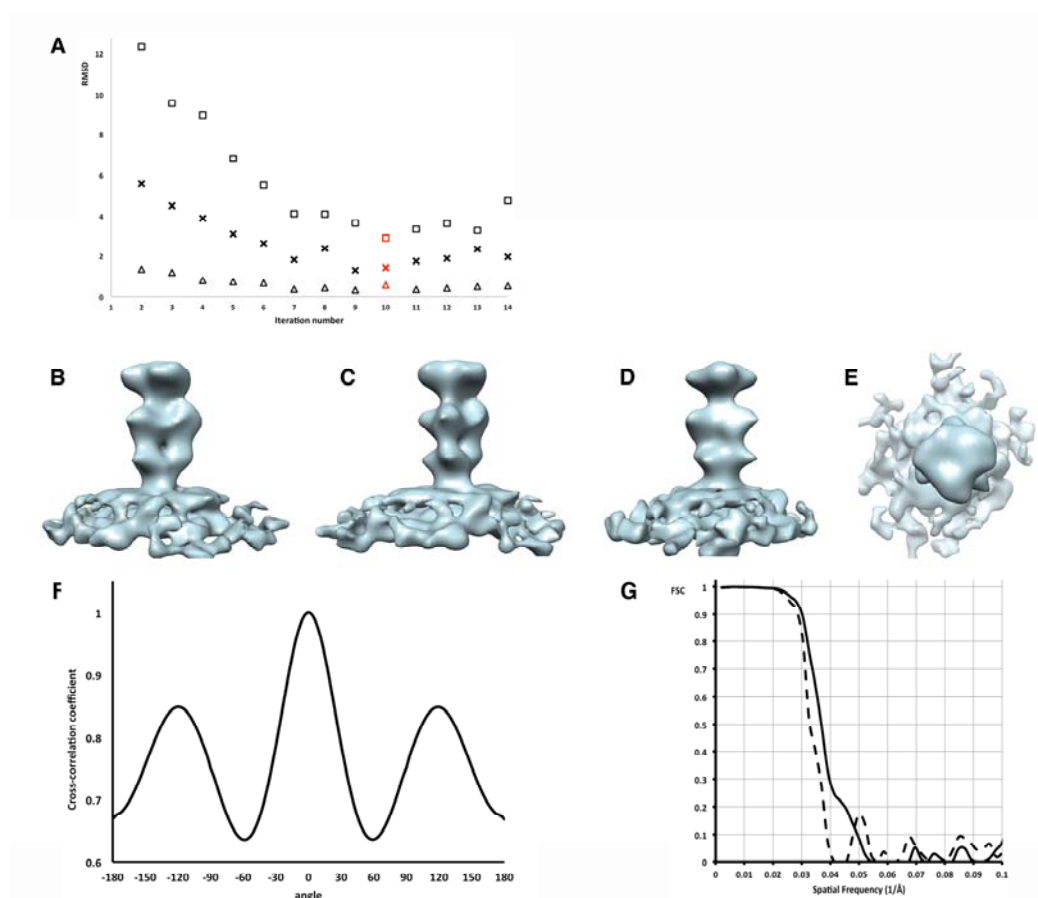 A
RMSD
12
10
8
6
4
2
0
1 2 3 4 5 6 7 8 9 10 11 12 13 14
Iteration number
B
C
D
E
F
Cross-correlation coefficient
1
0.9
0.8
0.7
0.6
-180 -150 -120 -90 -60 -30 0 30 60 90 120 150 180
angle
G
FSC
1
0.9
0.8
0.7
0.6
0.5
0.4
0.3
0.2
0.1
0
0 0.01 0.02 0.03 0.04 0.05 0.06 0.07 0.08 0.09 0.1
Spatial Frequency (1/Å)